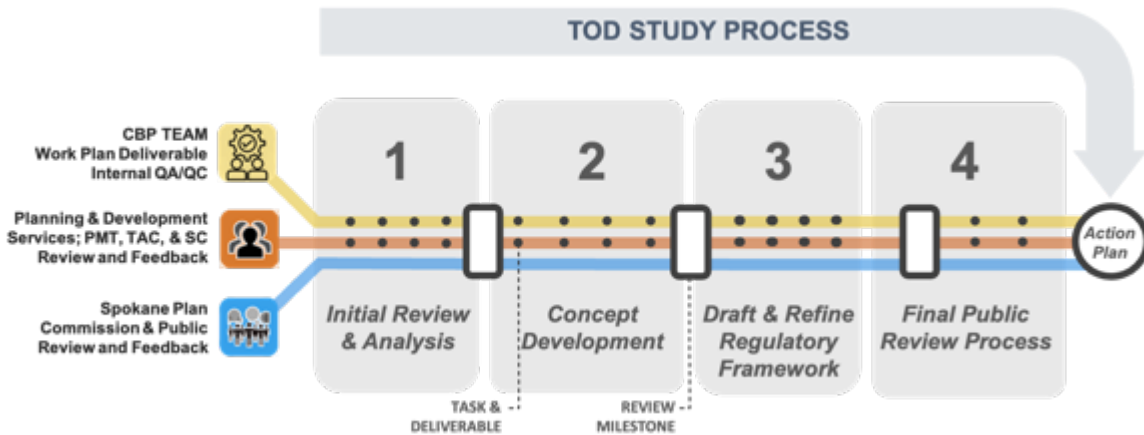 TOD STUDY PROCESS
CBP TEAM
Work Plan Deliverable
Internal QA/QC
Planning & Development
Services; PMT, TAC, & SC
Review and Feedback
Spokane Plan
Commission & Public
Review and Feedback
1
Initial Review
& Analysis
2
Concept
Development
3
Draft & Refine
Regulatory
Framework
4
Final Public
Review Process
Action
Plan
TASK &
DELIVERABLE
REVIEW
MILESTONE